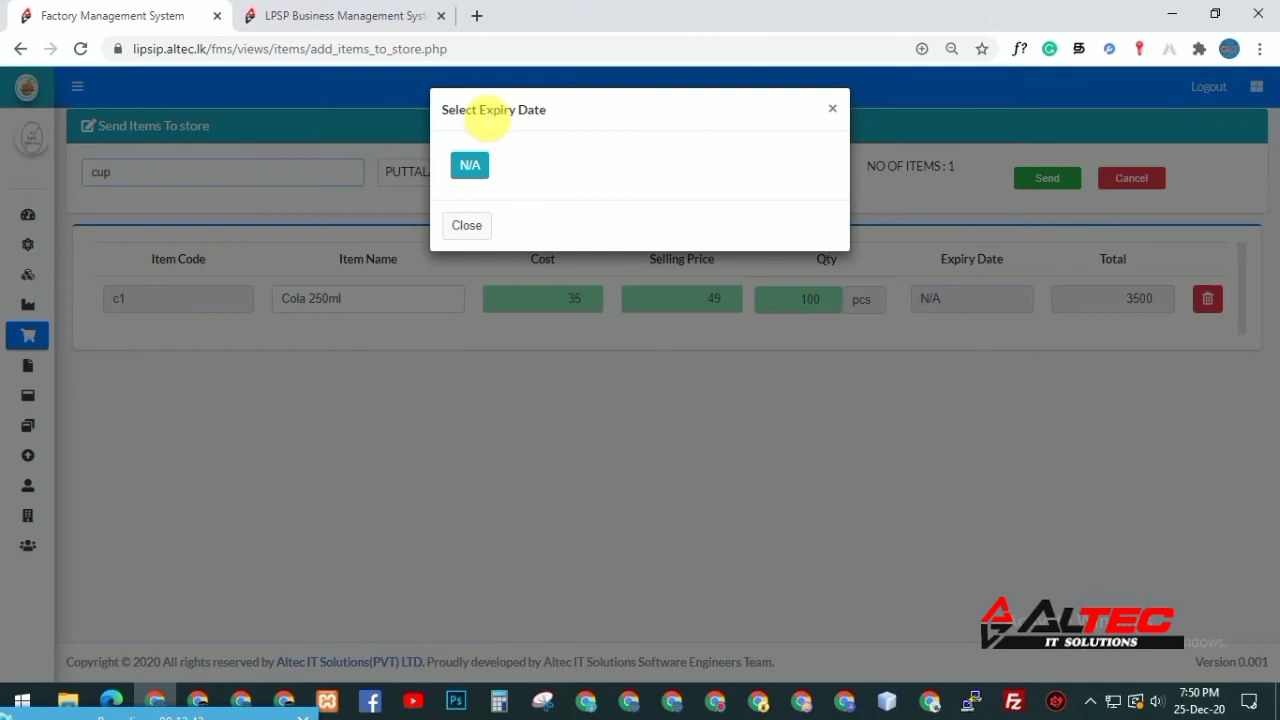 Factory Management System
LPSP Business Management Syst
lipsip.altec.lk/fms/views/items/add_items_to_store.php
Logout
Select Expiry Date
Send Items To store
N/A
cup
PUTTAL
NO OF ITEMS : 1
Send
Cancel
Close
Item Code
Item Name
Cost
Selling Price
Qty
Expiry Date
Total
c1
Cola 250ml
35
49
100
pcs
N/A
3500
ALTEC
IT SOLUTIONS
Copyright © 2020 All rights reserved by Altec IT Solutions(PVT) LTD. Proudly developed by Altec IT Solutions Software Engineers Team.
Version 0.001
7:50 PM
25-Dec-20